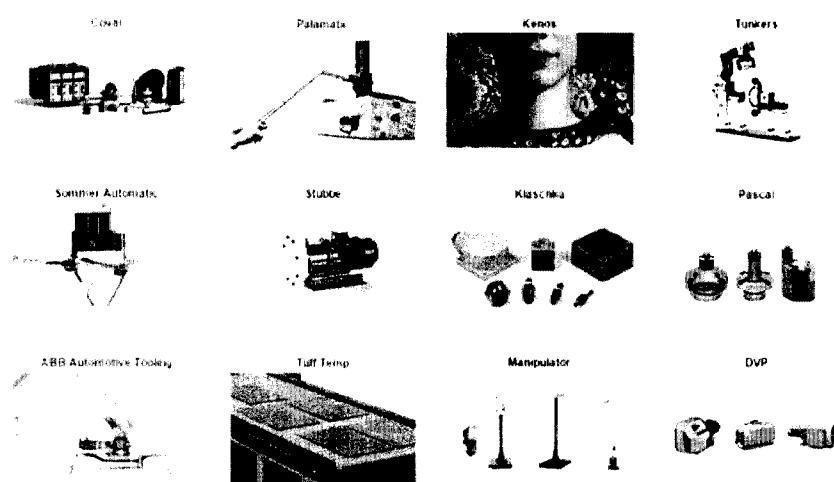 Coval
Palamatic
Kenos
Tunkers
Sommer Automatic
Stubbe
Klaschka
Pascal
ABB Automotive Tooling
Tuff Temp
Manipulator
DVP